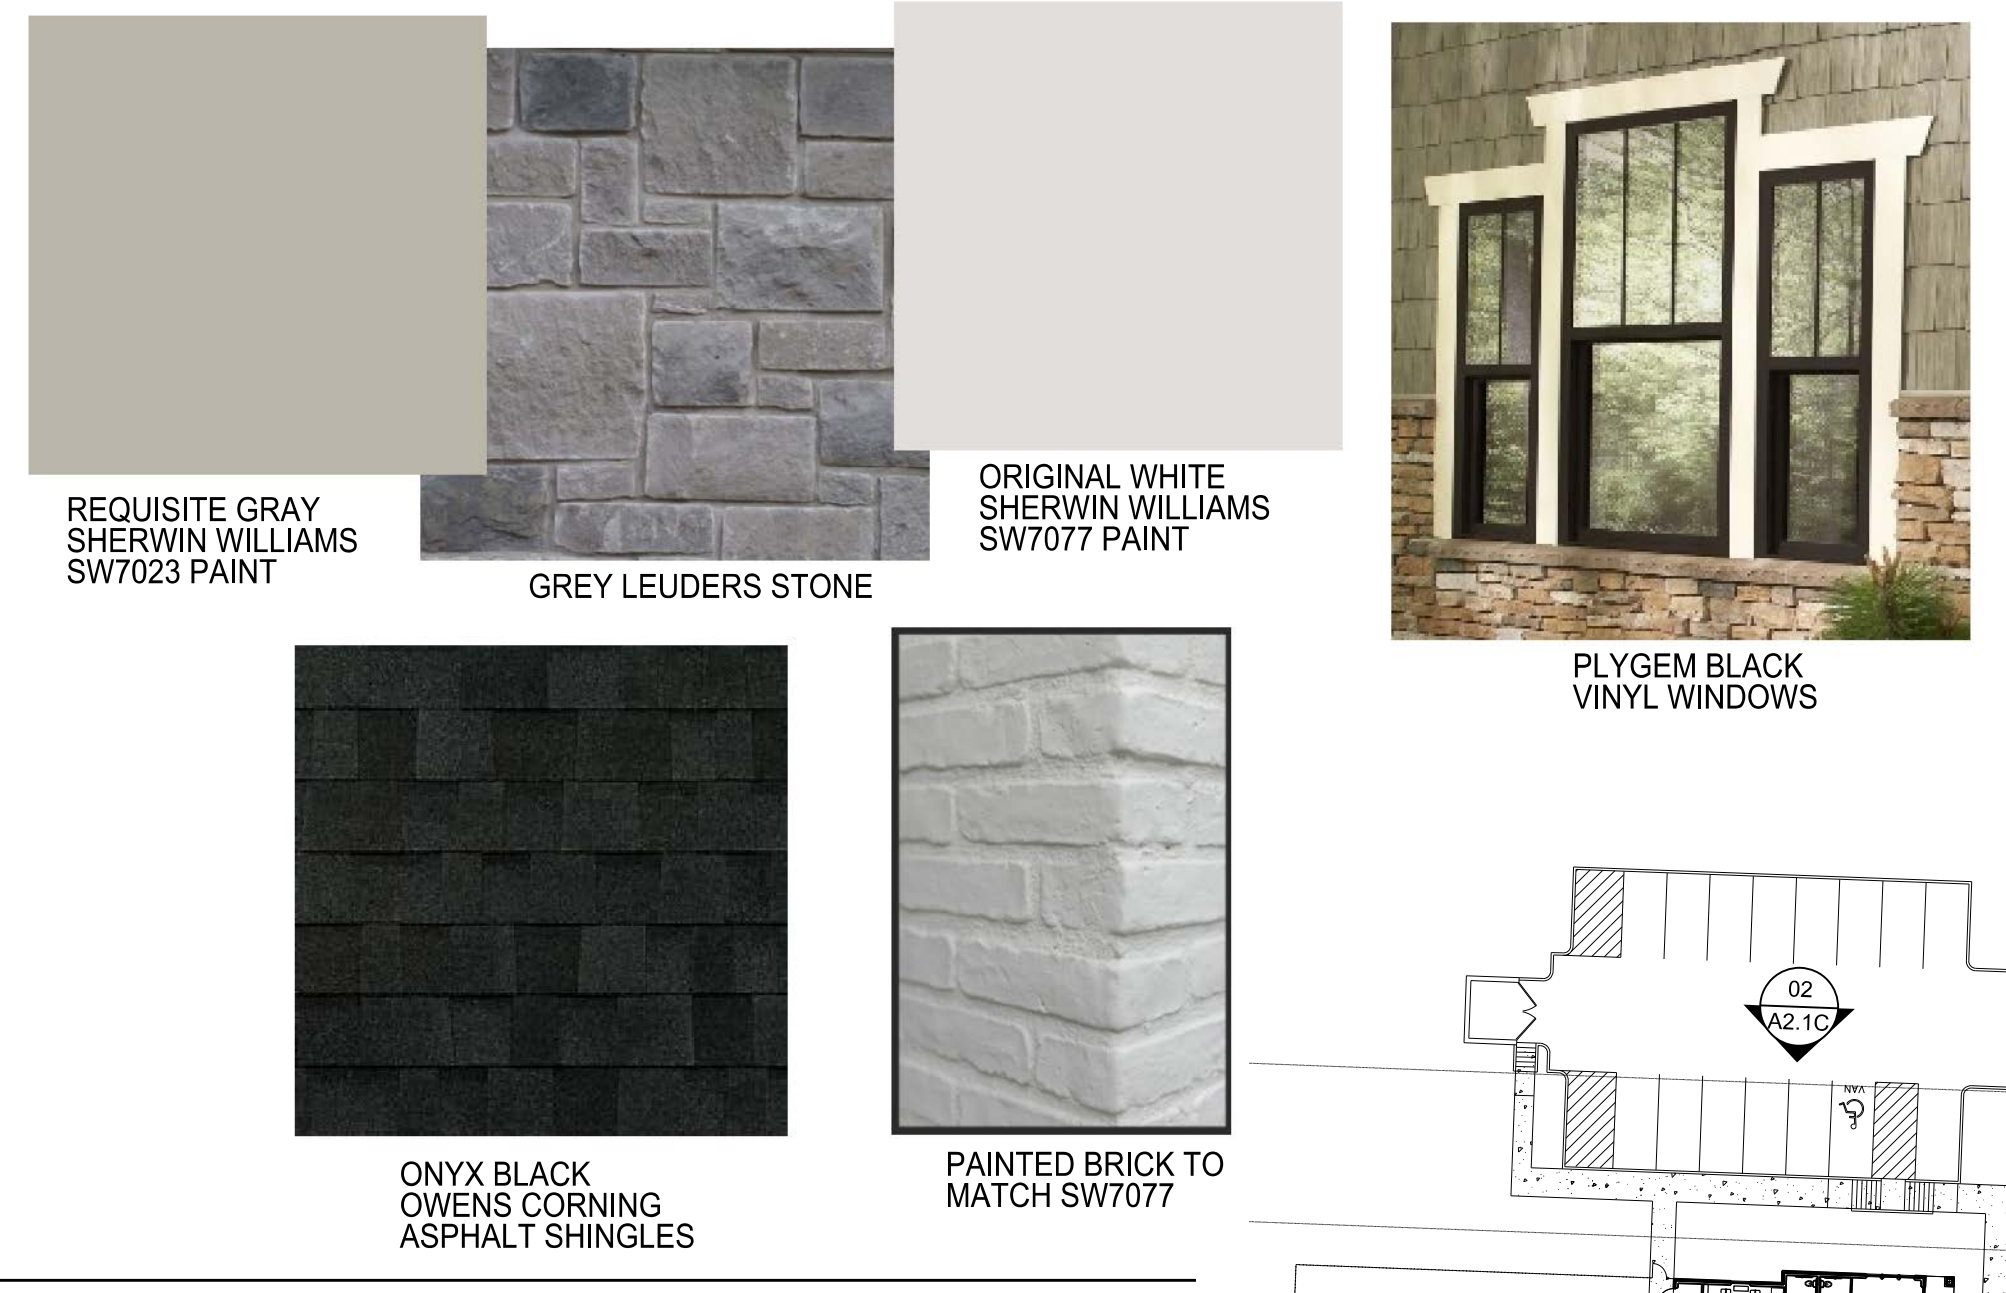 REQUISITE GRAY
SHERWIN WILLIAMS
SW7023 PAINT
GREY LEUDERS STONE
ORIGINAL WHITE
SHERWIN WILLIAMS
SW7077 PAINT
PLYGEM BLACK
VINYL WINDOWS
ONYX BLACK
OWENS CORNING
ASPHALT SHINGLES
PAINTED BRICK TO
MATCH SW7077
02
A2.1C
VAN